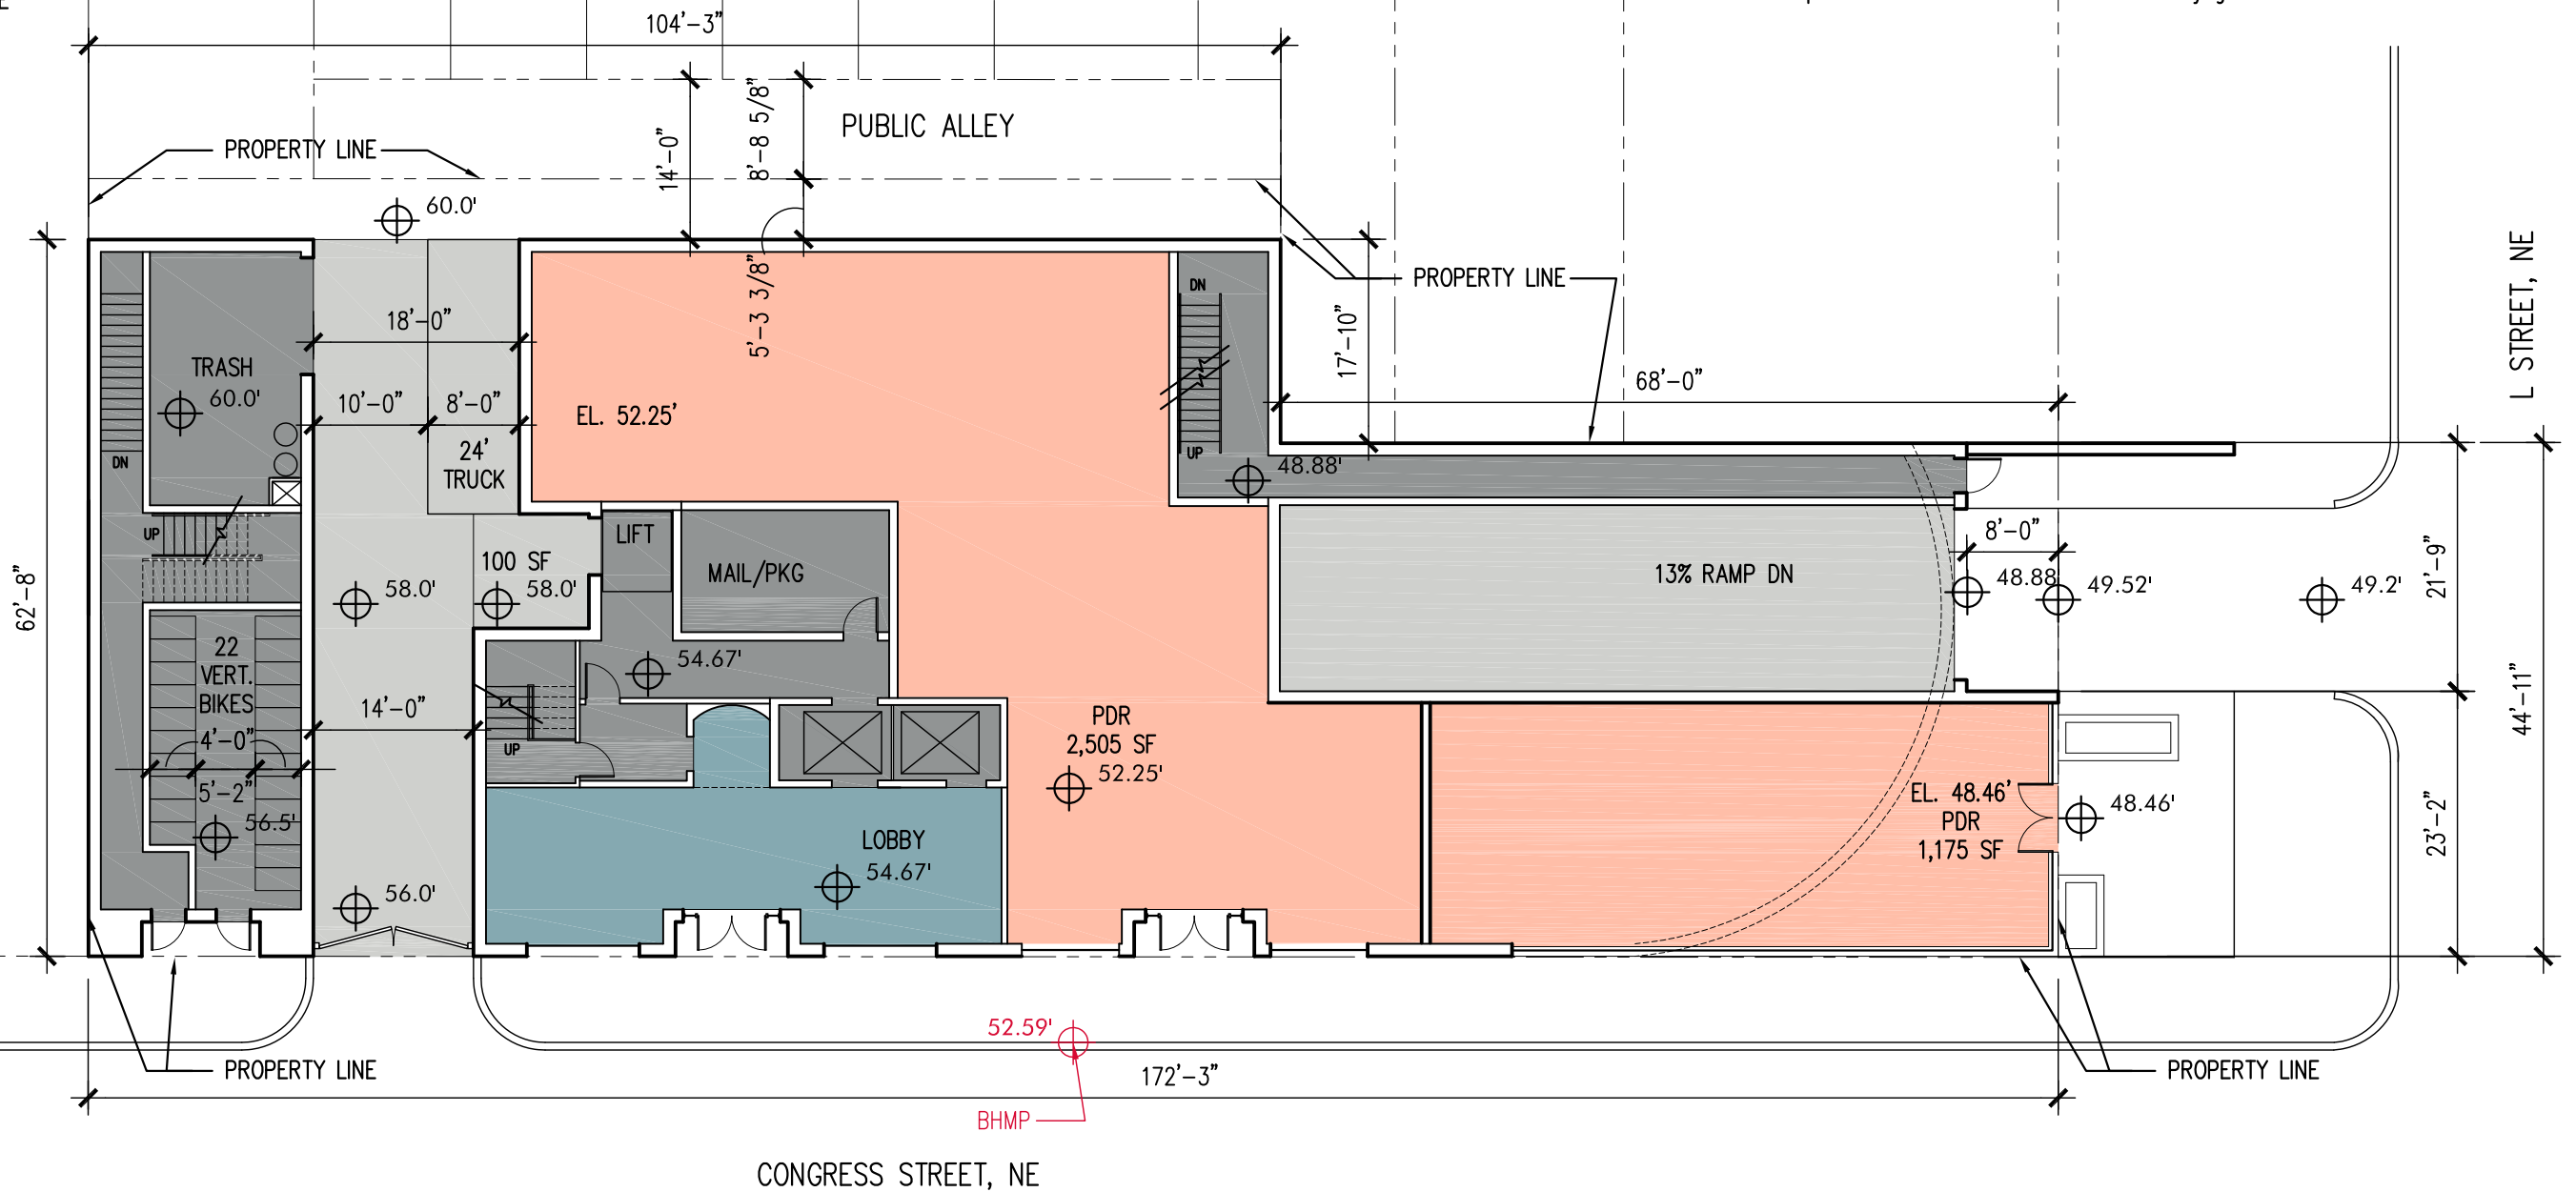 104'-3"
PUBLIC ALLEY
14'-0"
8'-8 5/8"
5'-3 3/8"
PROPERTY LINE
60.0'
PROPERTY LINE
17'-10"
68'-0"
L STREET, NE
DN
UP
TRASH
60.0'
18'-0"
10'-0"
8'-0"
24'
TRUCK
EL. 52.25'
DN
UP
48.88'
LIFT
MAIL/PKG
100 SF
58.0'
58.0'
13% RAMP DN
8'-0"
48.88
49.52'
49.2'
21'-9"
44'-11"
62'-8"
22
VERT.
BIKES
4'-0"
5'-2"
56.5'
14'-0"
54.67'
UP
PDR
2,505 SF
52.25'
LOBBY
54.67'
EL. 48.46'
PDR
1,175 SF
48.46'
23'-2"
56.0'
52.59'
PROPERTY LINE
172'-3"
PROPERTY LINE
BHMP
CONGRESS STREET, NE